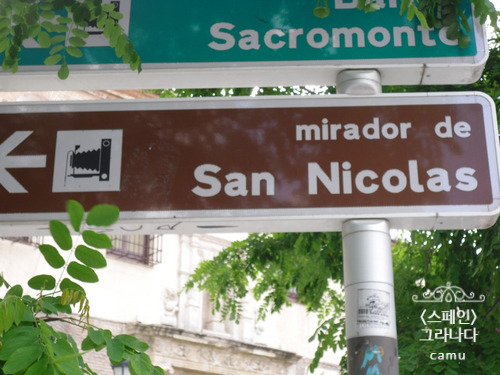 Sacromonte
mirador de
San Nicolas
〈스페인〉
그라나다
camu